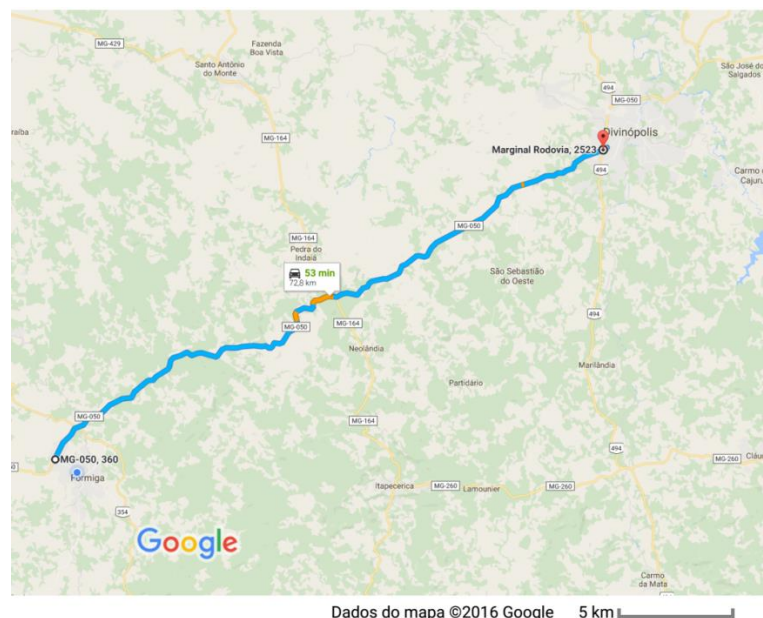 MG-429
Fazenda
Boa Vista
Santo Antônio
do Monte
494
São José do
Salgados
MG-050
MG-164
Divinópolis
Marginal Rodovia, 2523
494
Carmo do
Cajuru
MG-050
MG-164
Pedra do
Indaiá
53 min
72,8 km
São Sebastião
do Oeste
494
MG-050
MG-164
Neolândia
Marilândia
Partidário
MG-050
MG-164
494
MG-260
MG-050, 360
Formiga
Itapecerica
MG-260
Lamounier
MG-260
354
Google
Carmo
da Mata
Dados do mapa ©2016 Google 5 km